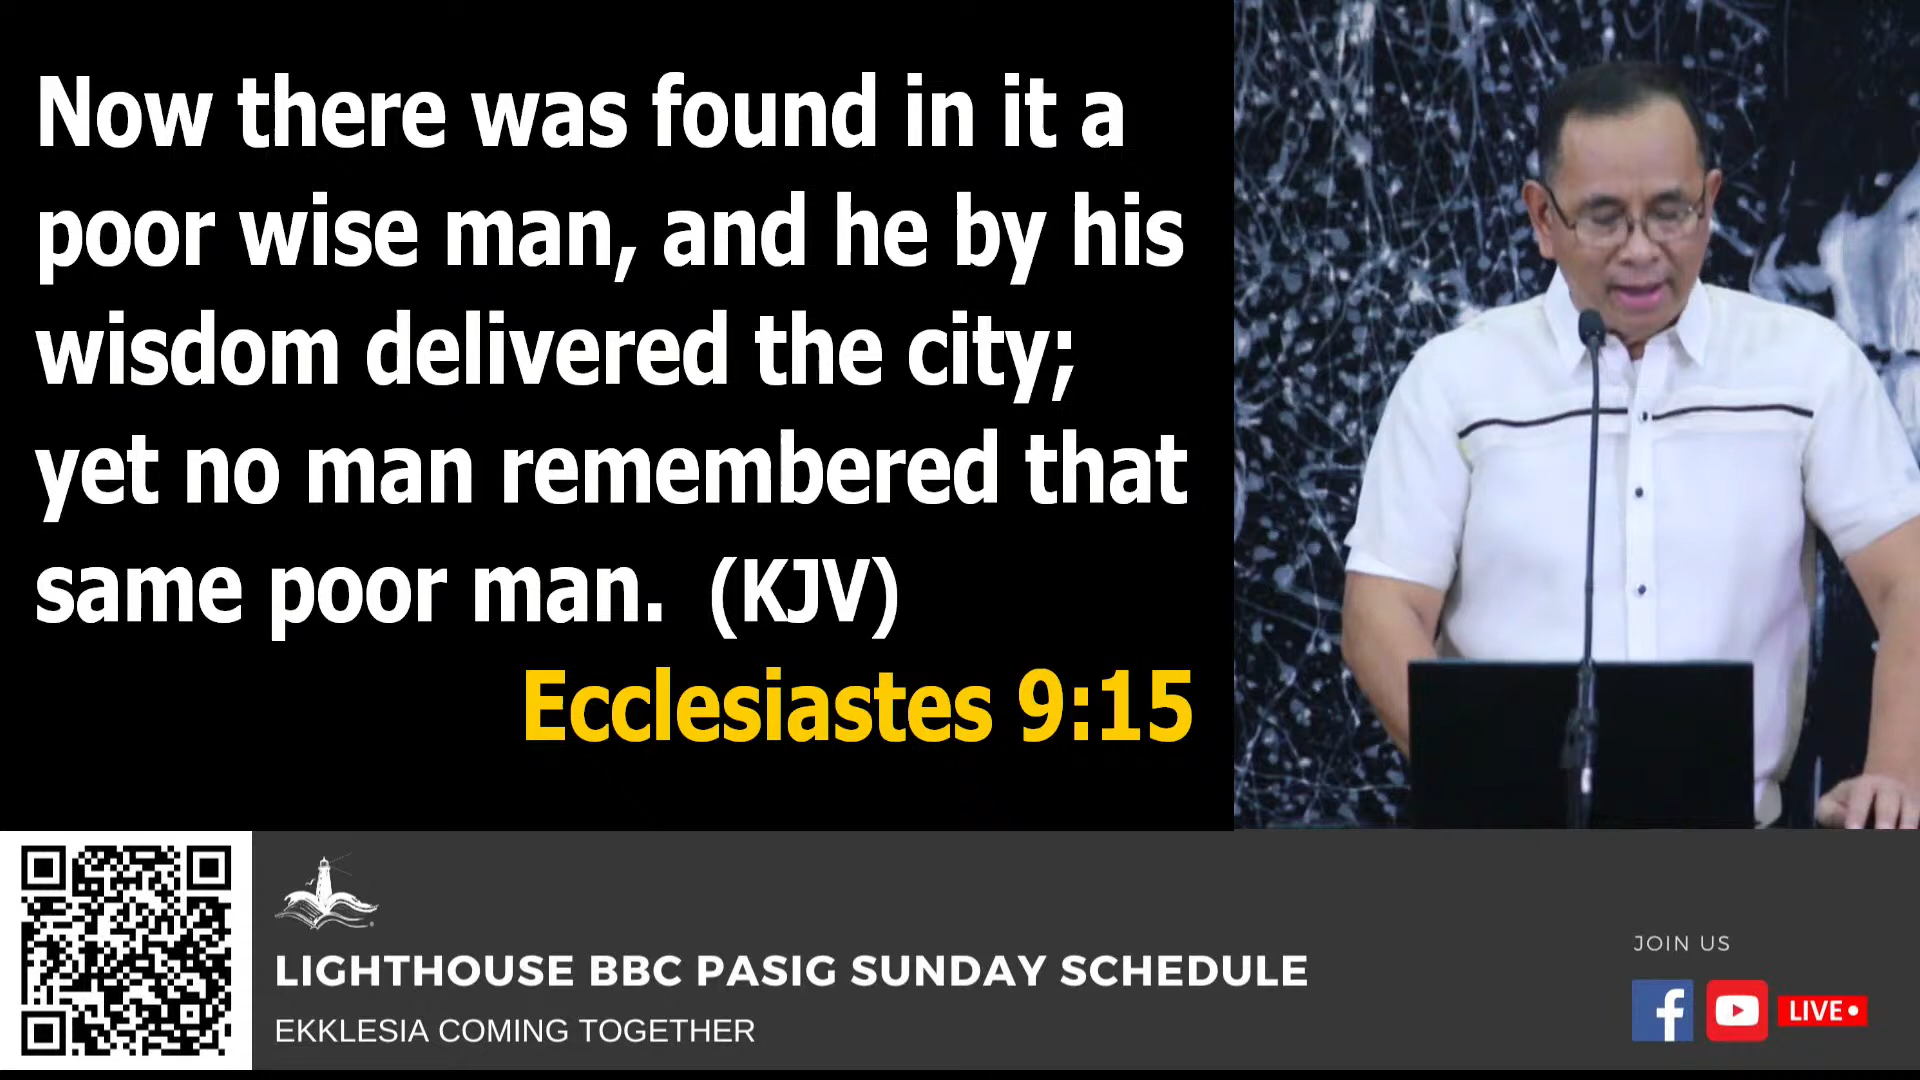 Now there was found in it a
poor wise man, and he by his
wisdom delivered the city;
yet no man remembered that
same poor man.  (KJV)
Ecclesiastes 9:15
LIGHTHOUSE BBC PASIG SUNDAY SCHEDULE
EKKLESIA COMING TOGETHER
JOIN US
LIVE